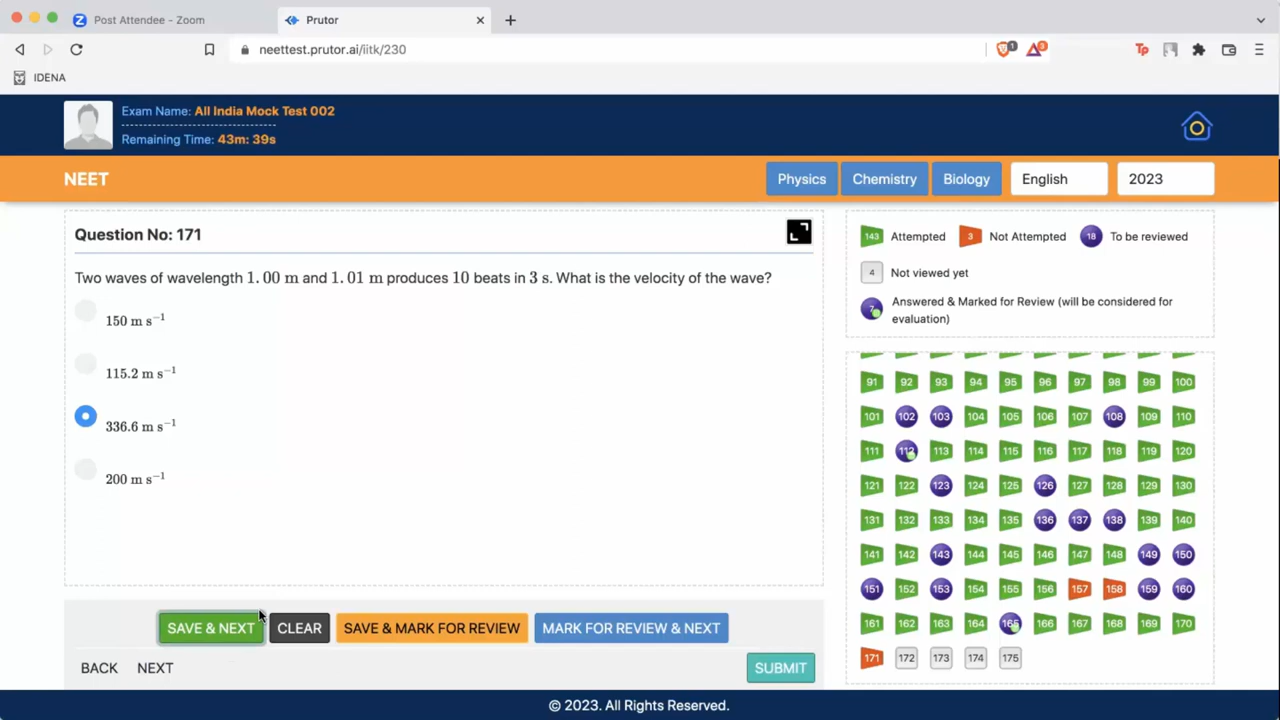 Post Attendee - Zoom
Prutor
neettest.prutor.ai/iitk/230
1
3
Tp
IDENA
Exam Name: All India Mock Test 002
Remaining Time: 43m: 39s
NEET
Physics
Chemistry
Biology
English
2023
Question No: 171
Two waves of wavelength 1.00 m and 1.01 m produces 10 beats in 3 s. What is the velocity of the wave?
150 m s⁻¹
115.2 m s⁻¹
336.6 m s⁻¹
200 m s⁻¹
SAVE & NEXT
CLEAR
SAVE & MARK FOR REVIEW
MARK FOR REVIEW & NEXT
BACK
NEXT
SUBMIT
143 Attempted
3 Not Attempted
18 To be reviewed
4 Not viewed yet
7 Answered & Marked for Review (will be considered for
evaluation)
91 92 93 94 95 96 97 98 99 100
101 102 103 104 105 106 107 108 109 110
111 112 113 114 115 116 117 118 119 120
121 122 123 124 125 126 127 128 129 130
131 132 133 134 135 136 137 138 139 140
141 142 143 144 145 146 147 148 149 150
151 152 153 154 155 156 157 158 159 160
161 162 163 164 165 166 167 168 169 170
171 172 173 174 175
© 2023. All Rights Reserved.